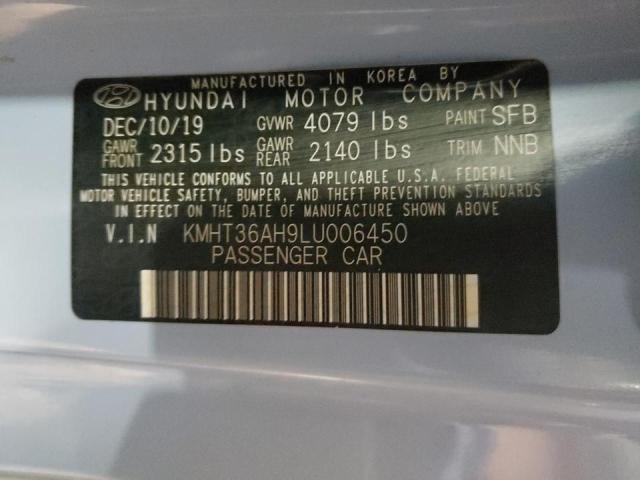 MANUFACTURED IN KOREA BY
HYUNDAI MOTOR COMPANY
DEC/10/19 GVWR 4079 lbs PAINT SFB
GAWR FRONT 2315 lbs GAWR REAR 2140 lbs TRIM NNB
THIS VEHICLE CONFORMS TO ALL APPLICABLE U.S.A. FEDERAL
MOTOR VEHICLE SAFETY, BUMPER, AND THEFT PREVENTION STANDARDS
IN EFFECT ON THE DATE OF MANUFACTURE SHOWN ABOVE
V.I.N KMHT36AH9LU006450
PASSENGER CAR